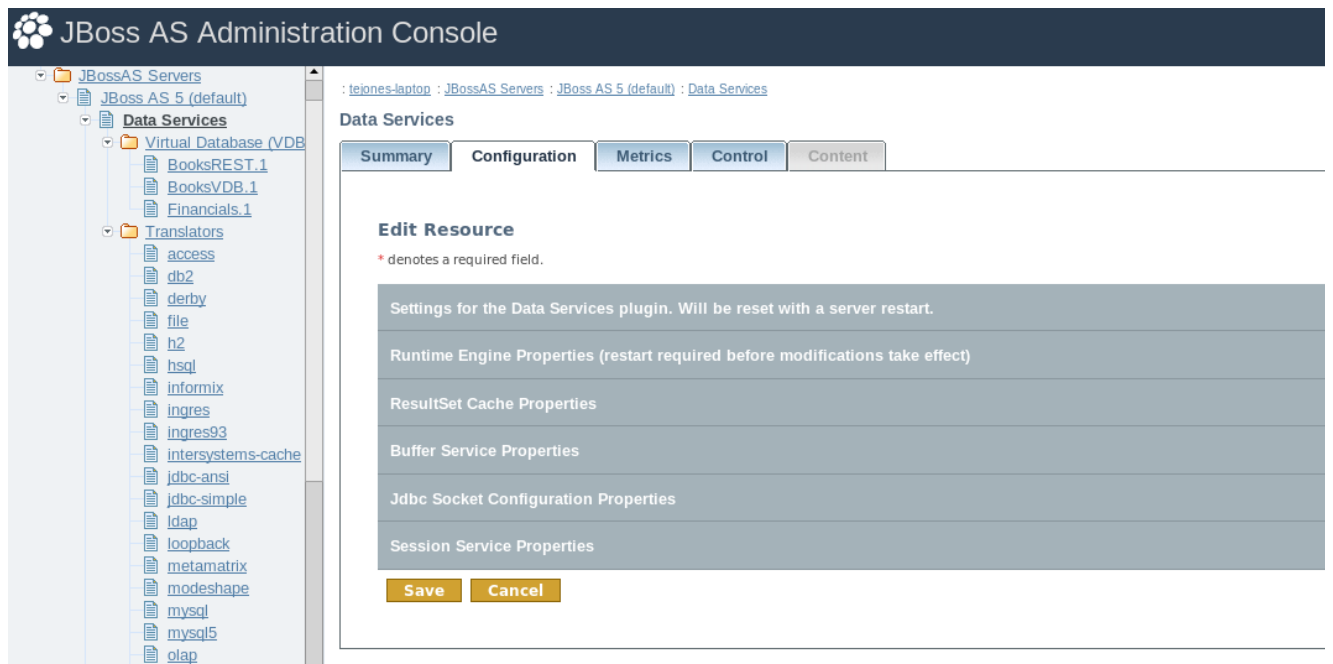 JBoss AS Administration Console
JBossAS Servers
JBoss AS 5 (default)
Data Services
Virtual Database (VDB
BooksREST.1
BooksVDB.1
Financials.1
Translators
access
db2
derby
file
h2
hsql
informix
ingres
ingres93
intersystems-cache
jdbc-ansi
jdbc-simple
ldap
loopback
metamatrix
modeshape
mysql
mysql5
olap
: tejones-laptop : JBossAS Servers : JBoss AS 5 (default) : Data Services
Data Services
Summary Configuration Metrics Control Content
Edit Resource
* denotes a required field.
Settings for the Data Services plugin. Will be reset with a server restart.
Runtime Engine Properties (restart required before modifications take effect)
ResultSet Cache Properties
Buffer Service Properties
Jdbc Socket Configuration Properties
Session Service Properties
Save Cancel